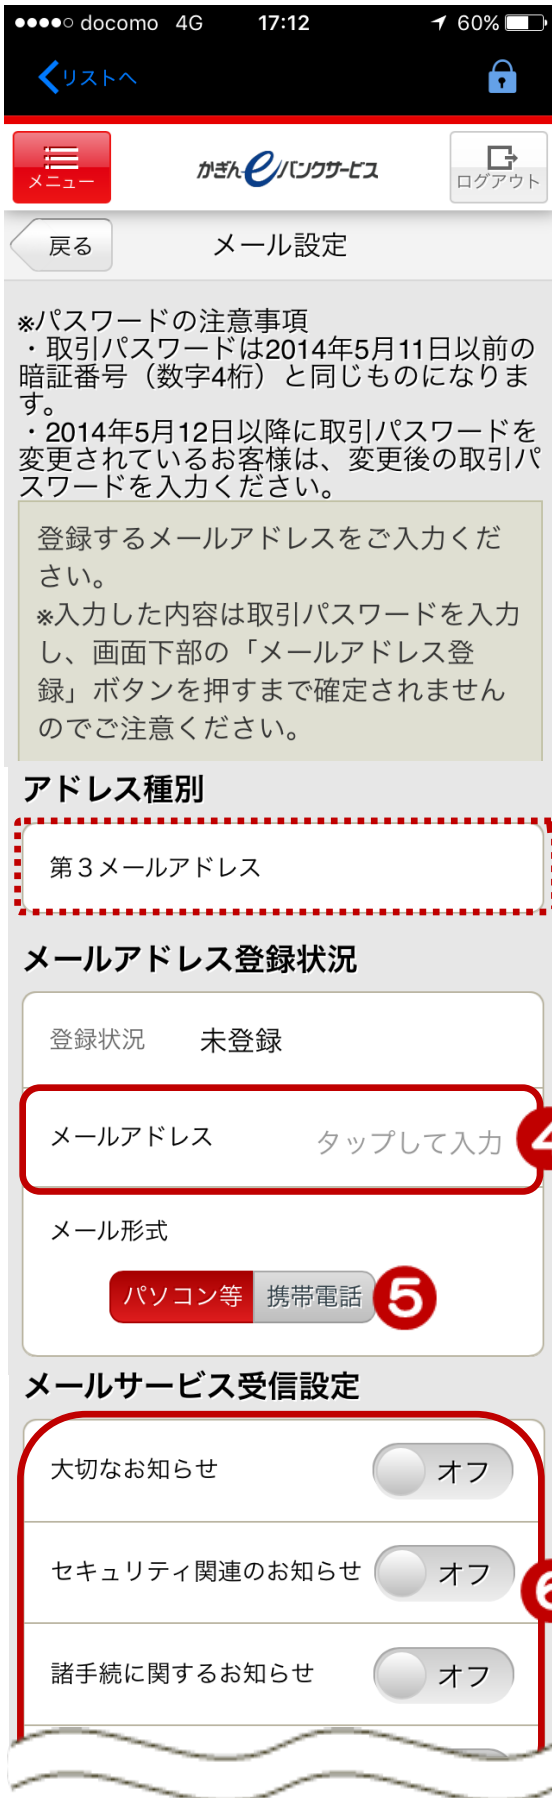 docomo 4G 17:12 60%
リストへ
メニュー
かぎんeバンクサービス
ログアウト
戻る
メール設定
※パスワードの注意事項
・取引パスワードは2014年5月11日以前の
暗証番号（数字4桁）と同じものになりま
す。
・2014年5月12日以降に取引パスワードを
変更されているお客様は、変更後の取引パ
スワードを入力ください。
登録するメールアドレスをご入力くだ
さい。
※入力した内容は取引パスワードを入力
し、画面下部の「メールアドレス登
録」ボタンを押すまで確定されません
のでご注意ください。
アドレス種別
第３メールアドレス
メールアドレス登録状況
登録状況 未登録
メールアドレス タップして入力 4
メール形式
パソコン等 携帯電話 5
メールサービス受信設定
大切なお知らせ オフ
セキュリティ関連のお知らせ オフ 6
諸手続に関するお知らせ オフ